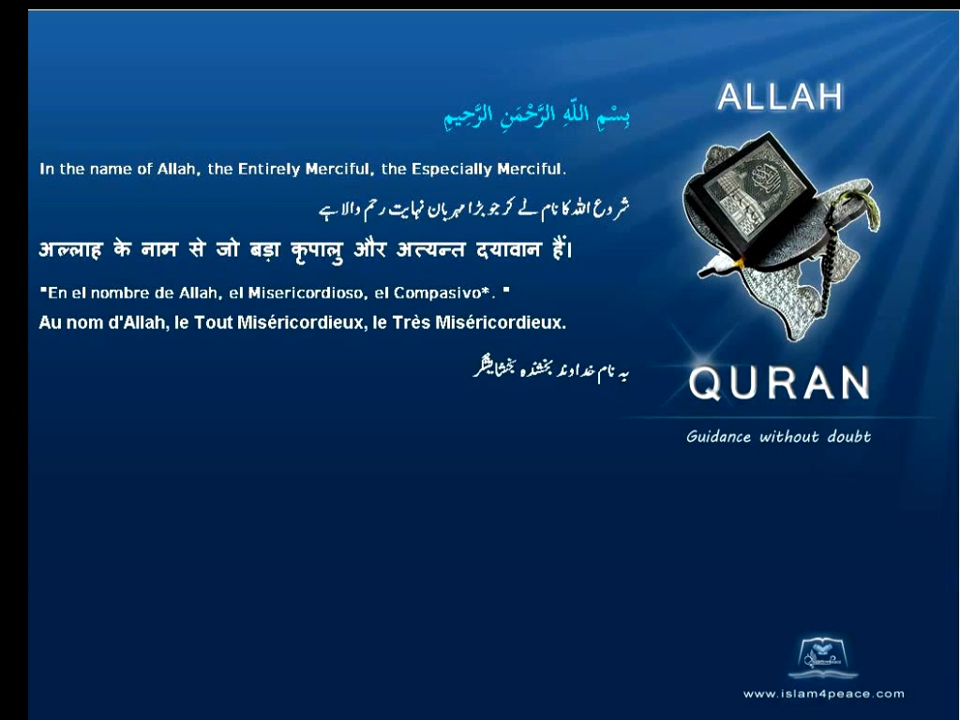 بِسْمِ اللّهِ الرَّحْمَنِ الرَّحِيمِ
In the name of Allah, the Entirely Merciful, the Especially Merciful.
شروع الله کا نام لے کر جو بڑا مہربان نہایت رحم والا ہے
अल्लाह के नाम से जो बड़ा कृपालु और अत्यन्त दयावान हैं।
"En el nombre de Allah, el Misericordioso, el Compasivo*. "
Au nom d'Allah, le Tout Miséricordieux, le Très Miséricordieux.
به نام خداوند بخشنده بخشایشگر
ALLAH
QURAN
Guidance without doubt
www.islam4peace.com